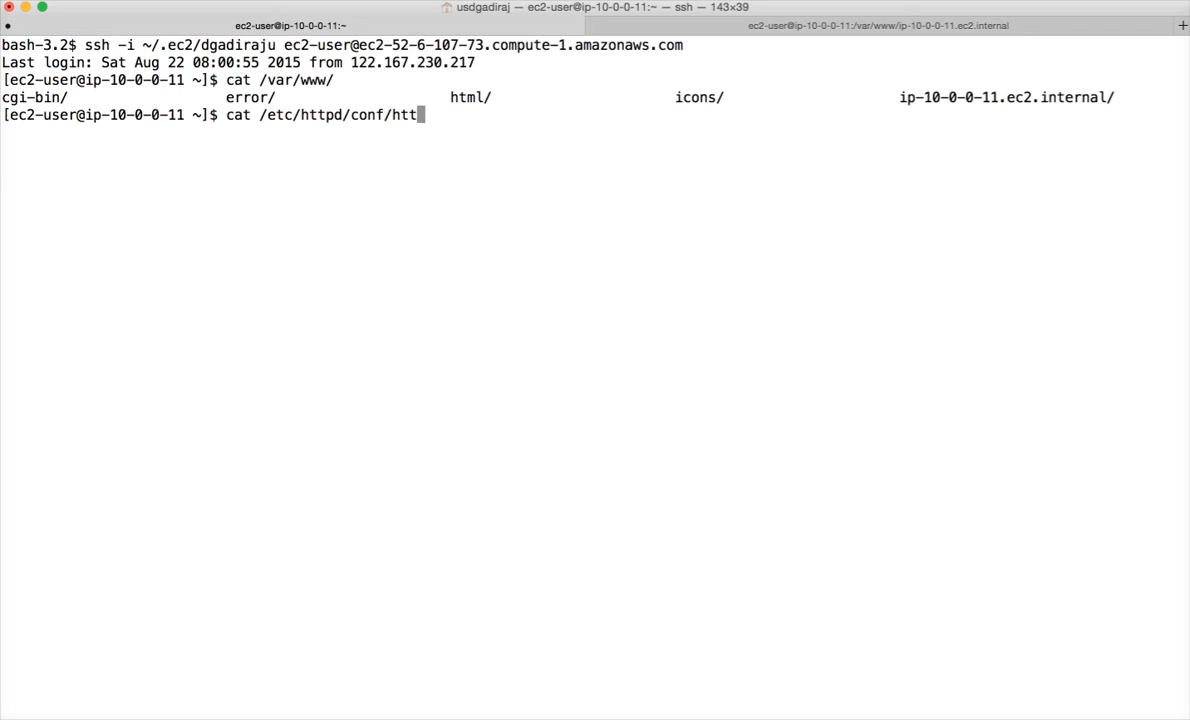 usdgadiraj — ec2-user@ip-10-0-0-11:~ — ssh — 143×39
ec2-user@ip-10-0-0-11:~ ec2-user@ip-10-0-0-11:/var/www/ip-10-0-0-11.ec2.internal +
bash-3.2$ ssh -i ~/.ec2/dgadiraju ec2-user@ec2-52-6-107-73.compute-1.amazonaws.com
Last login: Sat Aug 22 08:00:55 2015 from 122.167.230.217
[ec2-user@ip-10-0-0-11 ~]$ cat /var/www/
cgi-bin/ error/ html/ icons/ ip-10-0-0-11.ec2.internal/
[ec2-user@ip-10-0-0-11 ~]$ cat /etc/httpd/conf/htt